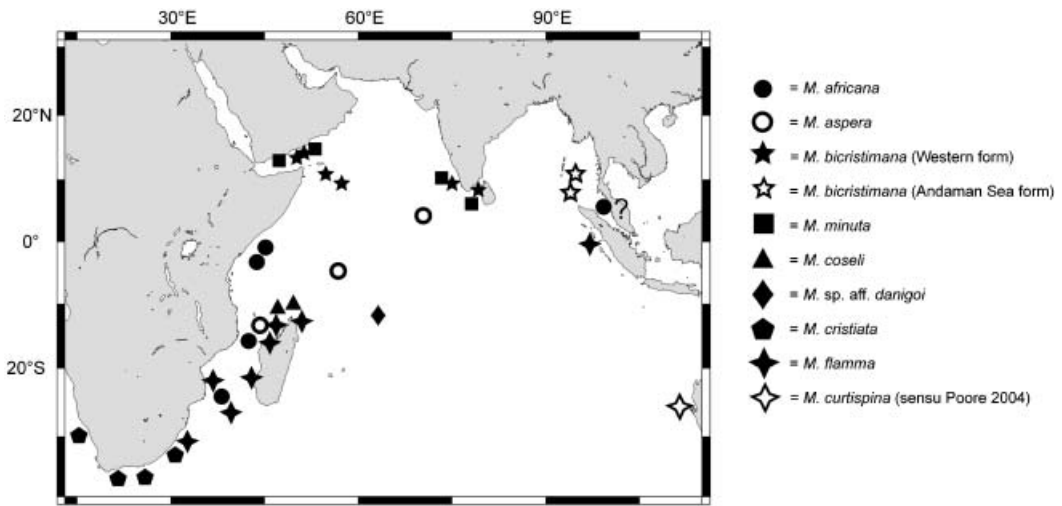 30°E 60°E 90°E
20°N
0°
20°S
?
= M. africana
= M. aspera
= M. bicristimana (Western form)
= M. bicristimana (Andaman Sea form)
= M. minuta
= M. coseli
= M. sp. aff. danigoi
= M. cristiata
= M. flamma
= M. curtispina (sensu Poore 2004)